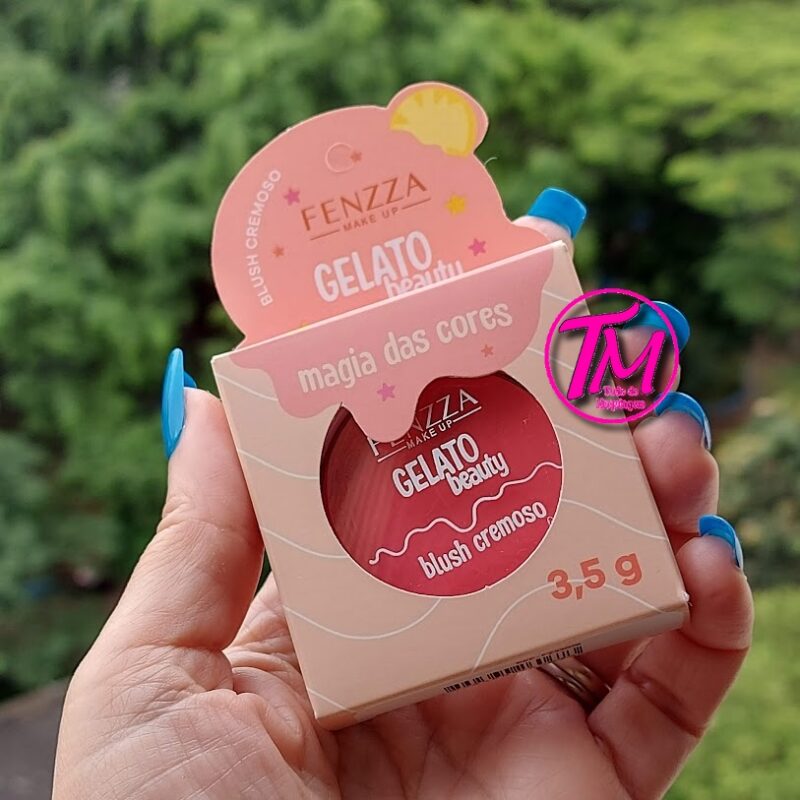 BLUSH CREMOSO
FENZZA
MAKE UP
GELATO
beauty
magia das cores
FENZZA
MAKE UP
GELATO
beauty
blush cremoso
3,5 g
TM